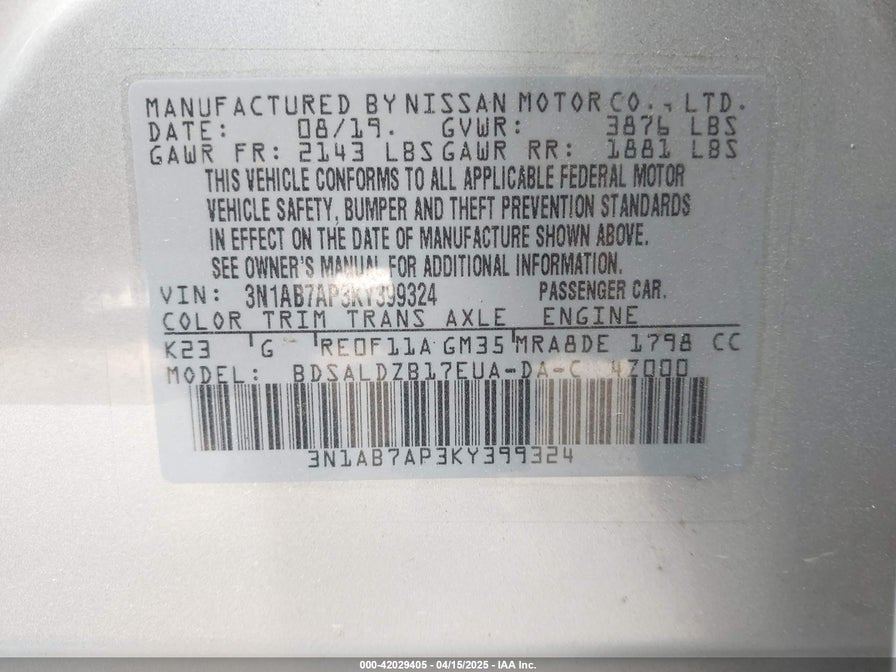 MANUFACTURED BY NISSAN MOTOR CO., LTD.
DATE: 08/19. GVWR: 3876 LBS
GAWR FR: 2143 LBS GAWR RR: 1881 LBS
THIS VEHICLE CONFORMS TO ALL APPLICABLE FEDERAL MOTOR
VEHICLE SAFETY, BUMPER AND THEFT PREVENTION STANDARDS
IN EFFECT ON THE DATE OF MANUFACTURE SHOWN ABOVE.
SEE OWNER'S MANUAL FOR ADDITIONAL INFORMATION.
VIN: 3N1AB7AP3KY399324 PASSENGER CAR.
COLOR TRIM TRANS AXLE ENGINE
K23 G RE0F11A GM35 MRA8DE 1798 CC
MODEL: BDSALDZB17EUA-DA-C 4Z000
3N1AB7AP3KY399324
000-42029405 - 04/15/2025 - IAA Inc.